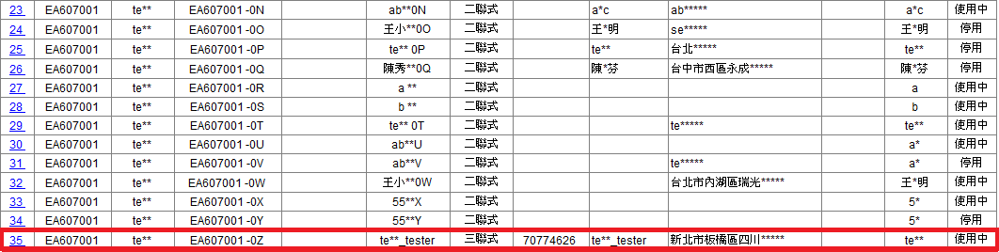 23 EA607001 te** EA607001 -0N ab**0N 二聯式 a*c ab***** a*c 使用中
24 EA607001 te** EA607001 -0O 王小**0O 二聯式 王*明 se***** 王*明 停用
25 EA607001 te** EA607001 -0P te** 0P 二聯式 te** 台北***** te** 停用
26 EA607001 te** EA607001 -0Q 陳秀**0Q 二聯式 陳*芬 台中市西區永成***** 陳*芬 停用
27 EA607001 te** EA607001 -0R a ** 二聯式 a 使用中
28 EA607001 te** EA607001 -0S b ** 二聯式 b 使用中
29 EA607001 te** EA607001 -0T te** 0T 二聯式 te***** te** 使用中
30 EA607001 te** EA607001 -0U ab**U 二聯式 a* 使用中
31 EA607001 te** EA607001 -0V ab**V 二聯式 te***** a* 停用
32 EA607001 te** EA607001 -0W 王小**0W 二聯式 台北市內湖區瑞光***** 王*明 使用中
33 EA607001 te** EA607001 -0X 55**X 二聯式 5* 使用中
34 EA607001 te** EA607001 -0Y 55**Y 二聯式 5* 停用
35 EA607001 te** EA607001 -0Z te**_tester 三聯式 70774626 te**_tester 新北市板橋區四川***** te** 使用中